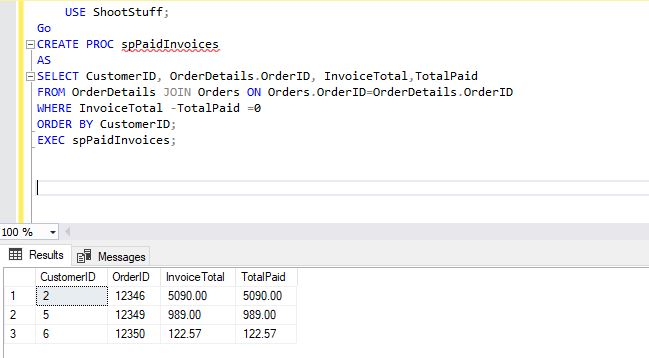 USE ShootStuff;
Go
CREATE PROC spPaidInvoices
AS
SELECT CustomerID, OrderDetails.OrderID, InvoiceTotal,TotalPaid
FROM OrderDetails JOIN Orders ON Orders.OrderID=OrderDetails.OrderID
WHERE InvoiceTotal -TotalPaid =0
ORDER BY CustomerID;
EXEC spPaidInvoices;
100 %
Results Messages
CustomerID OrderID InvoiceTotal TotalPaid
1 2 12346 5090.00 5090.00
2 5 12349 989.00 989.00
3 6 12350 122.57 122.57